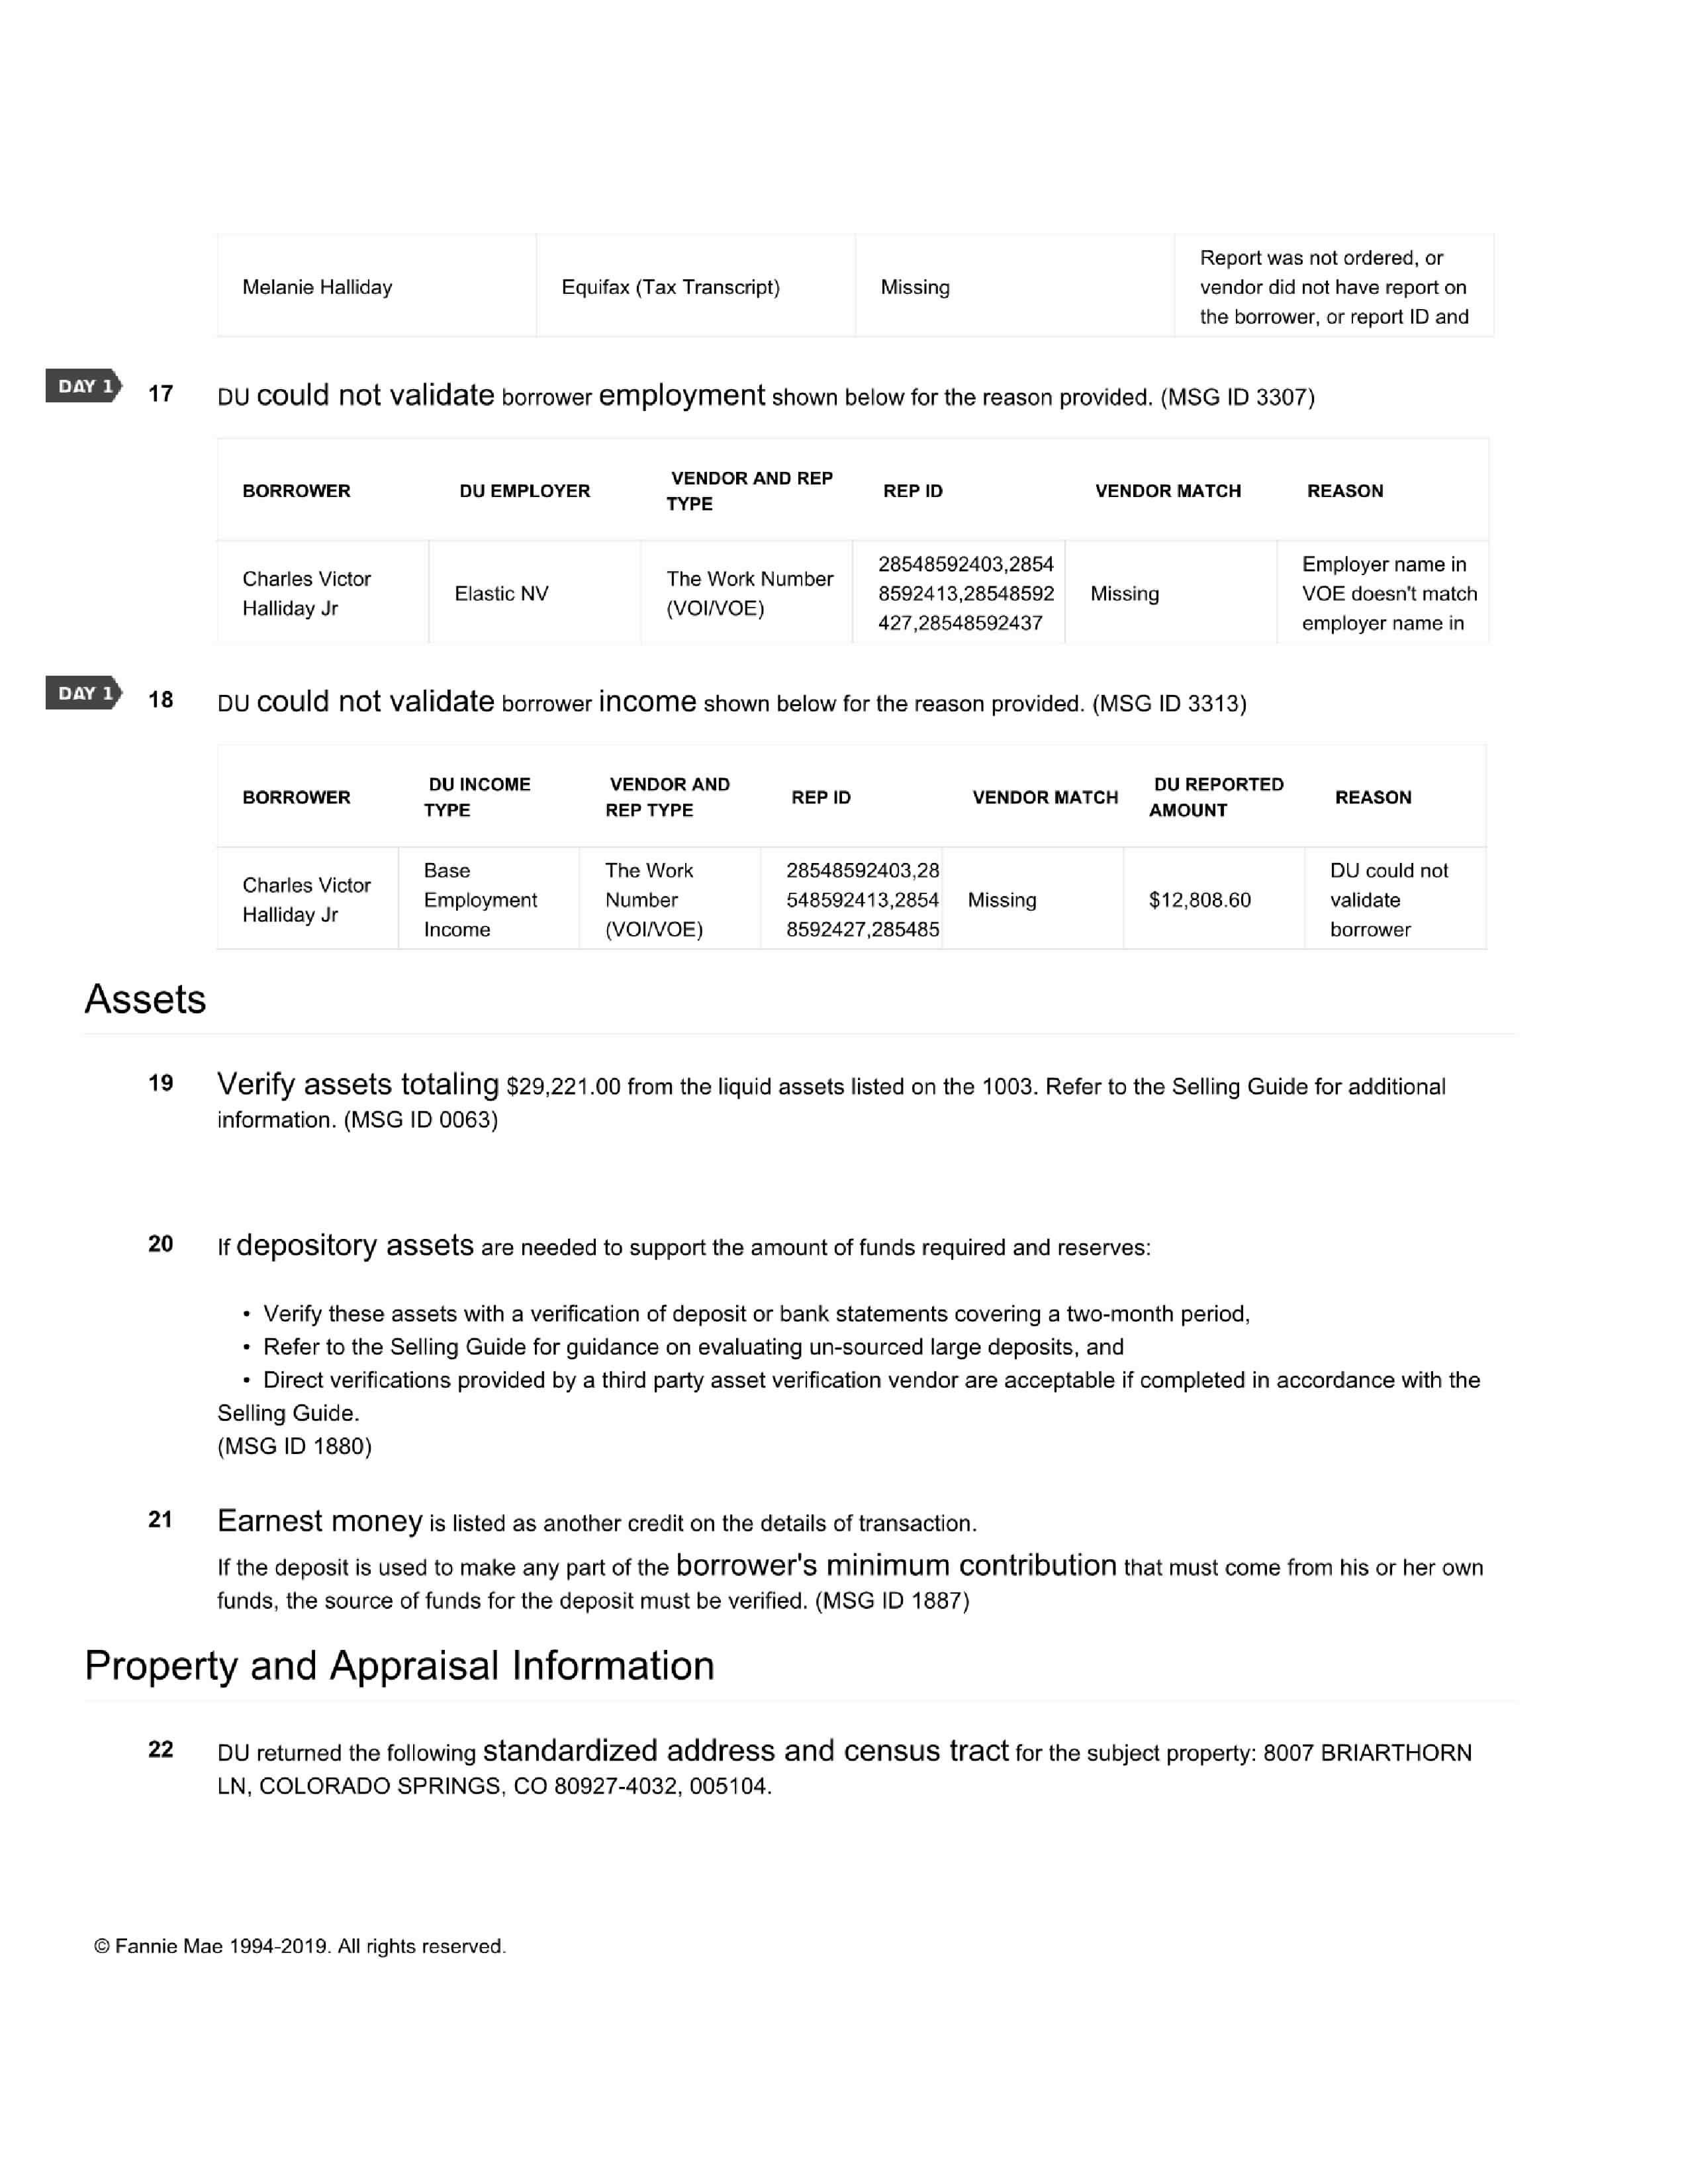 Melanie Halliday
Equifax (Tax Transcript)
Missing
Report was not ordered, or
vendor did not have report on
the borrower, or report ID and
DAY 1
17
DU could not validate borrower employment shown below for the reason provided. (MSG ID 3307)
BORROWER
DU EMPLOYER
VENDOR AND REP
TYPE
REP ID
VENDOR MATCH
REASON
Charles Victor
Halliday Jr
Elastic NV
The Work Number
(VOI/VOE)
28548592403,2854
8592413,28548592
427,28548592437
Missing
Employer name in
VOE doesn't match
employer name in
DAY 1
18
DU could not validate borrower income shown below for the reason provided. (MSG ID 3313)
BORROWER
DU INCOME
TYPE
VENDOR AND
REP TYPE
REP ID
VENDOR MATCH
DU REPORTED
AMOUNT
REASON
Charles Victor
Halliday Jr
Base
Employment
Income
The Work
Number
(VOI/VOE)
28548592403,28
548592413,2854
8592427,285485
Missing
$12,808.60
DU could not
validate
borrower
Assets
19
Verify assets totaling $29,221.00 from the liquid assets listed on the 1003. Refer to the Selling Guide for additional
information. (MSG ID 0063)
20
If depository assets are needed to support the amount of funds required and reserves:
• Verify these assets with a verification of deposit or bank statements covering a two-month period,
• Refer to the Selling Guide for guidance on evaluating un-sourced large deposits, and
• Direct verifications provided by a third party asset verification vendor are acceptable if completed in accordance with the
Selling Guide.
(MSG ID 1880)
21
Earnest money is listed as another credit on the details of transaction.
If the deposit is used to make any part of the borrower's minimum contribution that must come from his or her own
funds, the source of funds for the deposit must be verified. (MSG ID 1887)
Property and Appraisal Information
22
DU returned the following standardized address and census tract for the subject property: 8007 BRIARTHORN
LN, COLORADO SPRINGS, CO 80927-4032, 005104.
© Fannie Mae 1994-2019. All rights reserved.